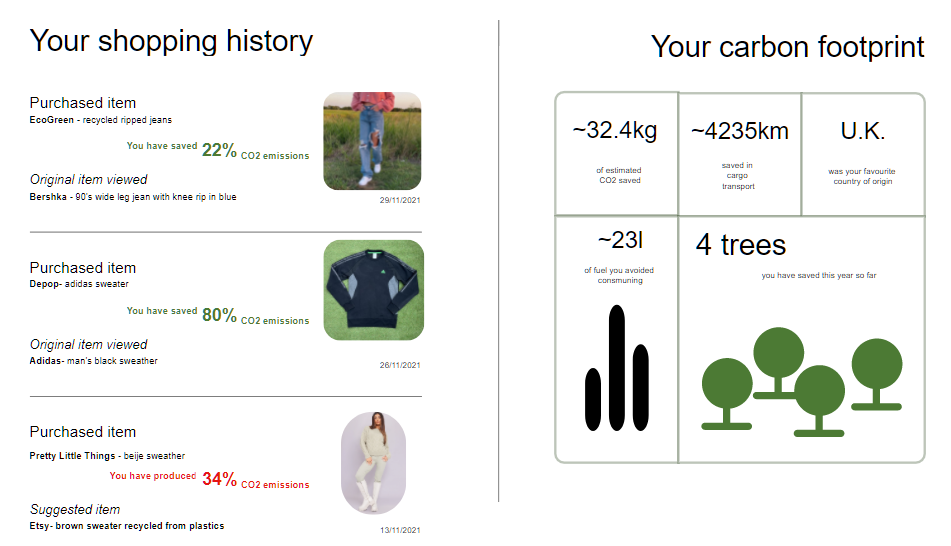 Your shopping history
Purchased item
EcoGreen - recycled ripped jeans
You have saved 22% CO2 emissions
Original item viewed
Bershka - 90's wide leg jean with knee rip in blue
29/11/2021
Purchased item
Depop- adidas sweater
You have saved 80% CO2 emissions
Original item viewed
Adidas- man's black sweather
26/11/2021
Purchased item
Pretty Little Things - beije sweather
You have produced 34% CO2 emissions
Suggested item
Etsy- brown sweater recycled from plastics
13/11/2021
Your carbon footprint
~32.4kg
of estimated
CO2 saved
~4235km
saved in
cargo
transport
U.K.
was your favourite
country of origin
~23l
of fuel you avoided
consmuning
4 trees
you have saved this year so far